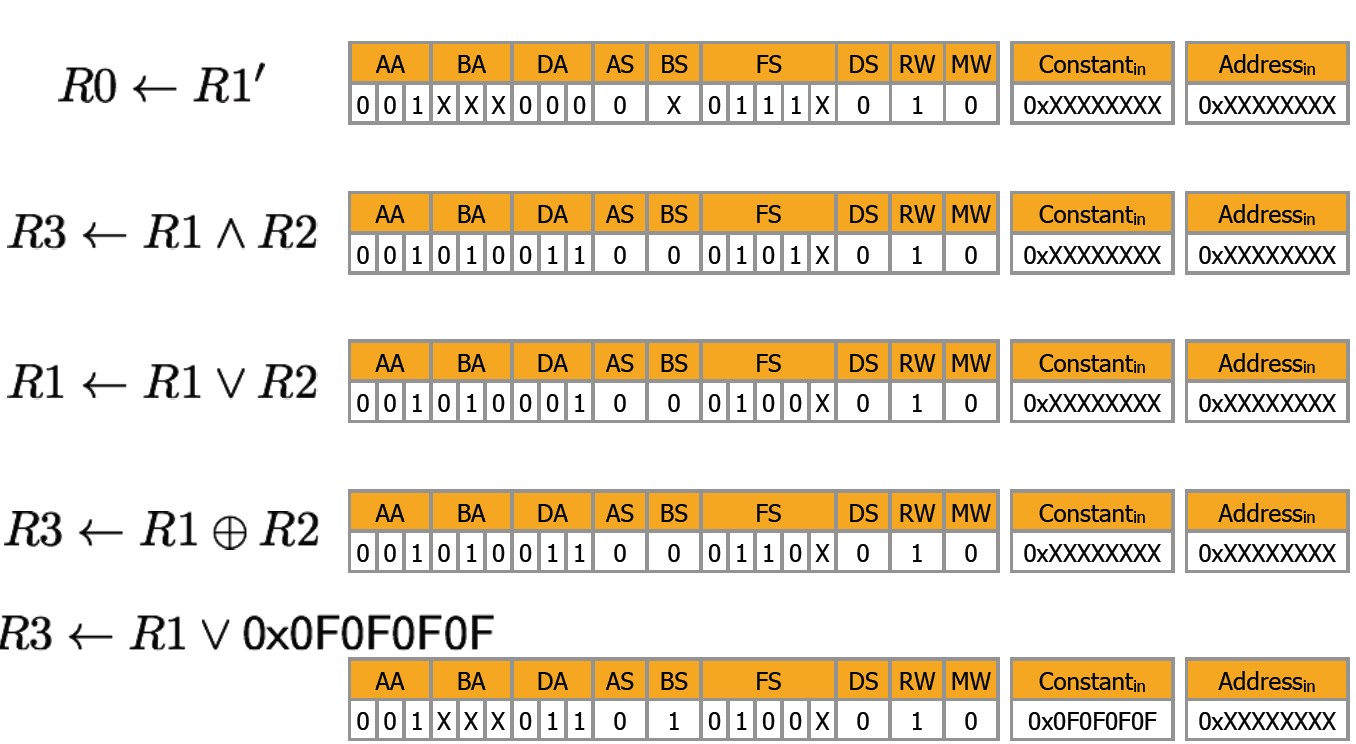 AA BA DA AS BS FS DS RW MW Constantin Addressin
R0 ← R1′ 0 0 1 X X X 0 0 0 0 X 0 1 1 1 X 0 1 0 0xXXXXXXXX 0xXXXXXXXX
AA BA DA AS BS FS DS RW MW Constantin Addressin
R3 ← R1 ∧ R2 0 0 1 0 1 0 0 1 1 0 0 0 1 0 1 X 0 1 0 0xXXXXXXXX 0xXXXXXXXX
AA BA DA AS BS FS DS RW MW Constantin Addressin
R1 ← R1 ∨ R2 0 0 1 0 1 0 0 0 1 0 0 0 1 0 0 X 0 1 0 0xXXXXXXXX 0xXXXXXXXX
AA BA DA AS BS FS DS RW MW Constantin Addressin
R3 ← R1 ⊕ R2 0 0 1 0 1 0 0 1 1 0 0 0 1 1 0 X 0 1 0 0xXXXXXXXX 0xXXXXXXXX
R3 ← R1 ∨ 0x0F0F0F0F
AA BA DA AS BS FS DS RW MW Constantin Addressin
0 0 1 X X X 0 1 1 0 1 0 1 0 0 X 0 1 0 0x0F0F0F0F 0xXXXXXXXX